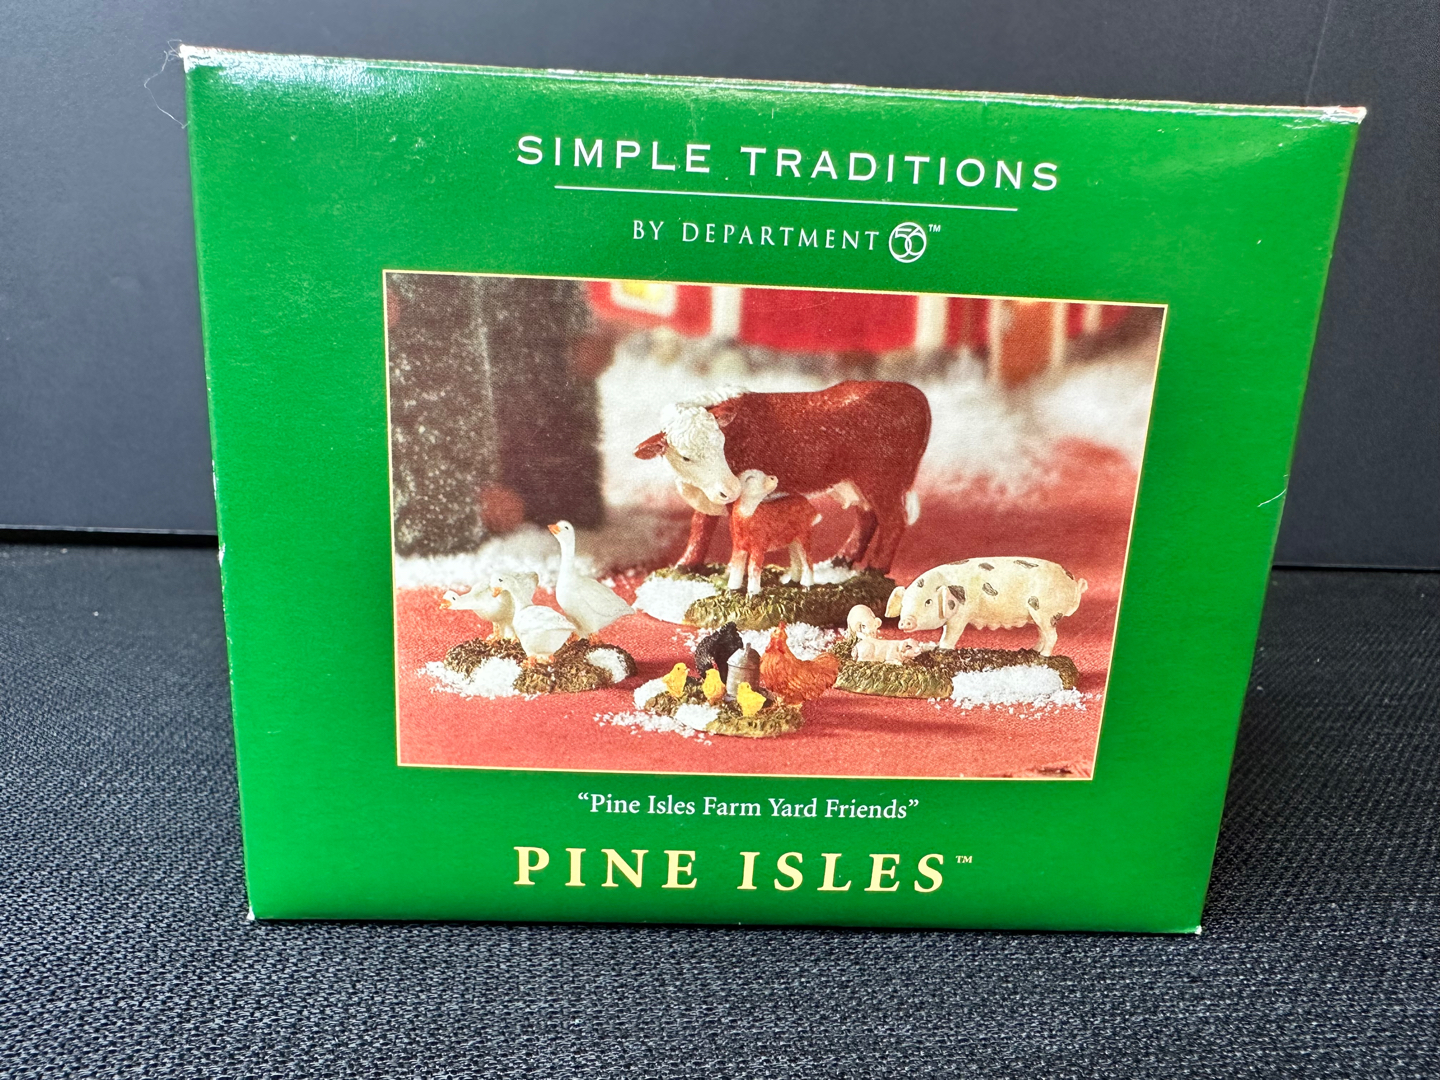 SIMPLE TRADITIONS
BY DEPARTMENT 56™
“Pine Isles Farm Yard Friends”
PINE ISLES™